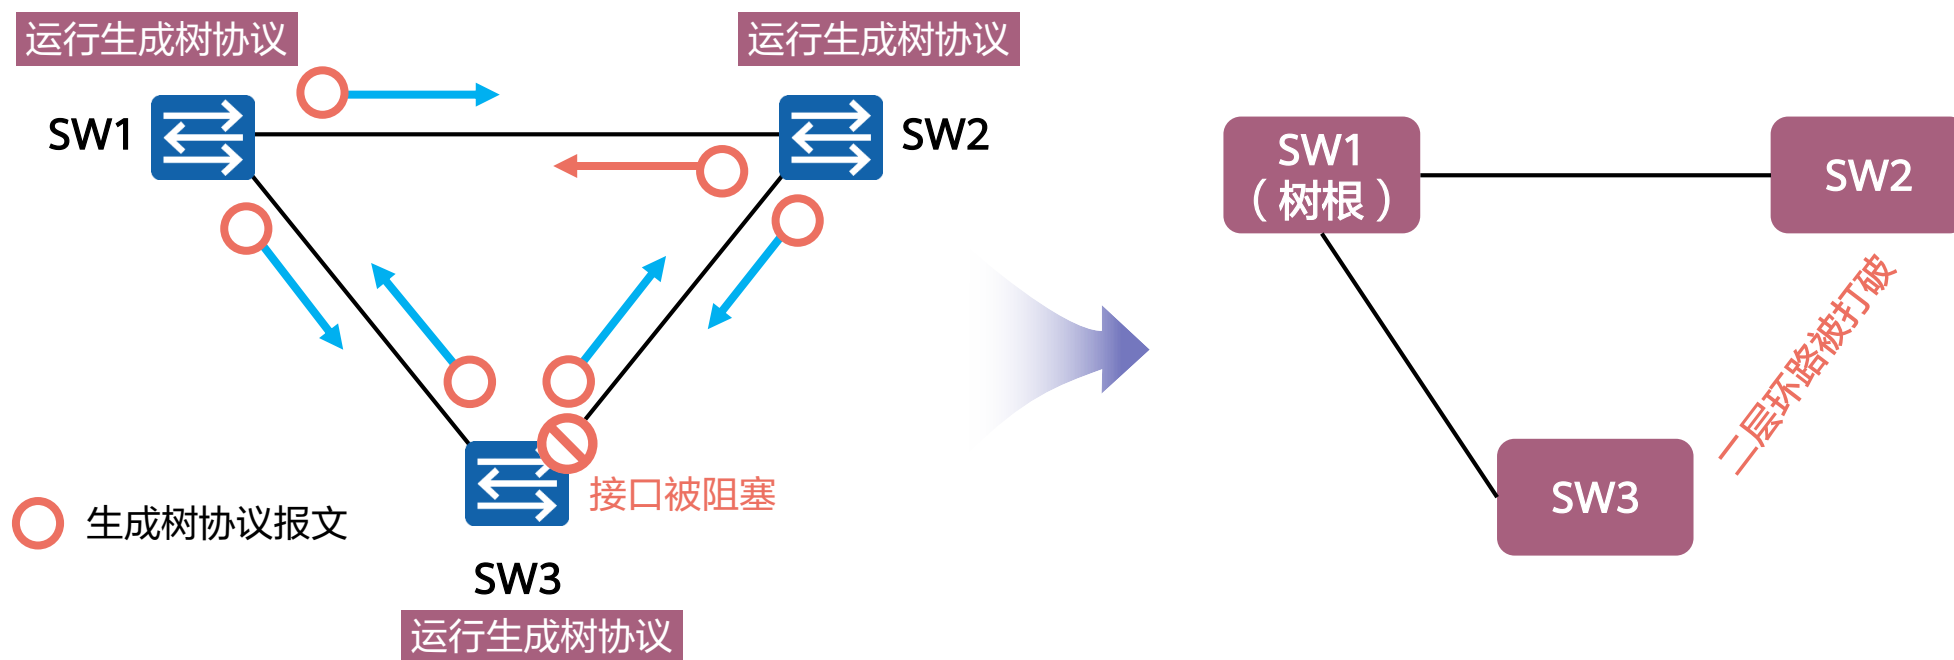 运行生成树协议
运行生成树协议
SW1
SW2
接口被阻塞
生成树协议报文
SW3
运行生成树协议
SW1
（树根）
SW2
二层环路被打破
SW3